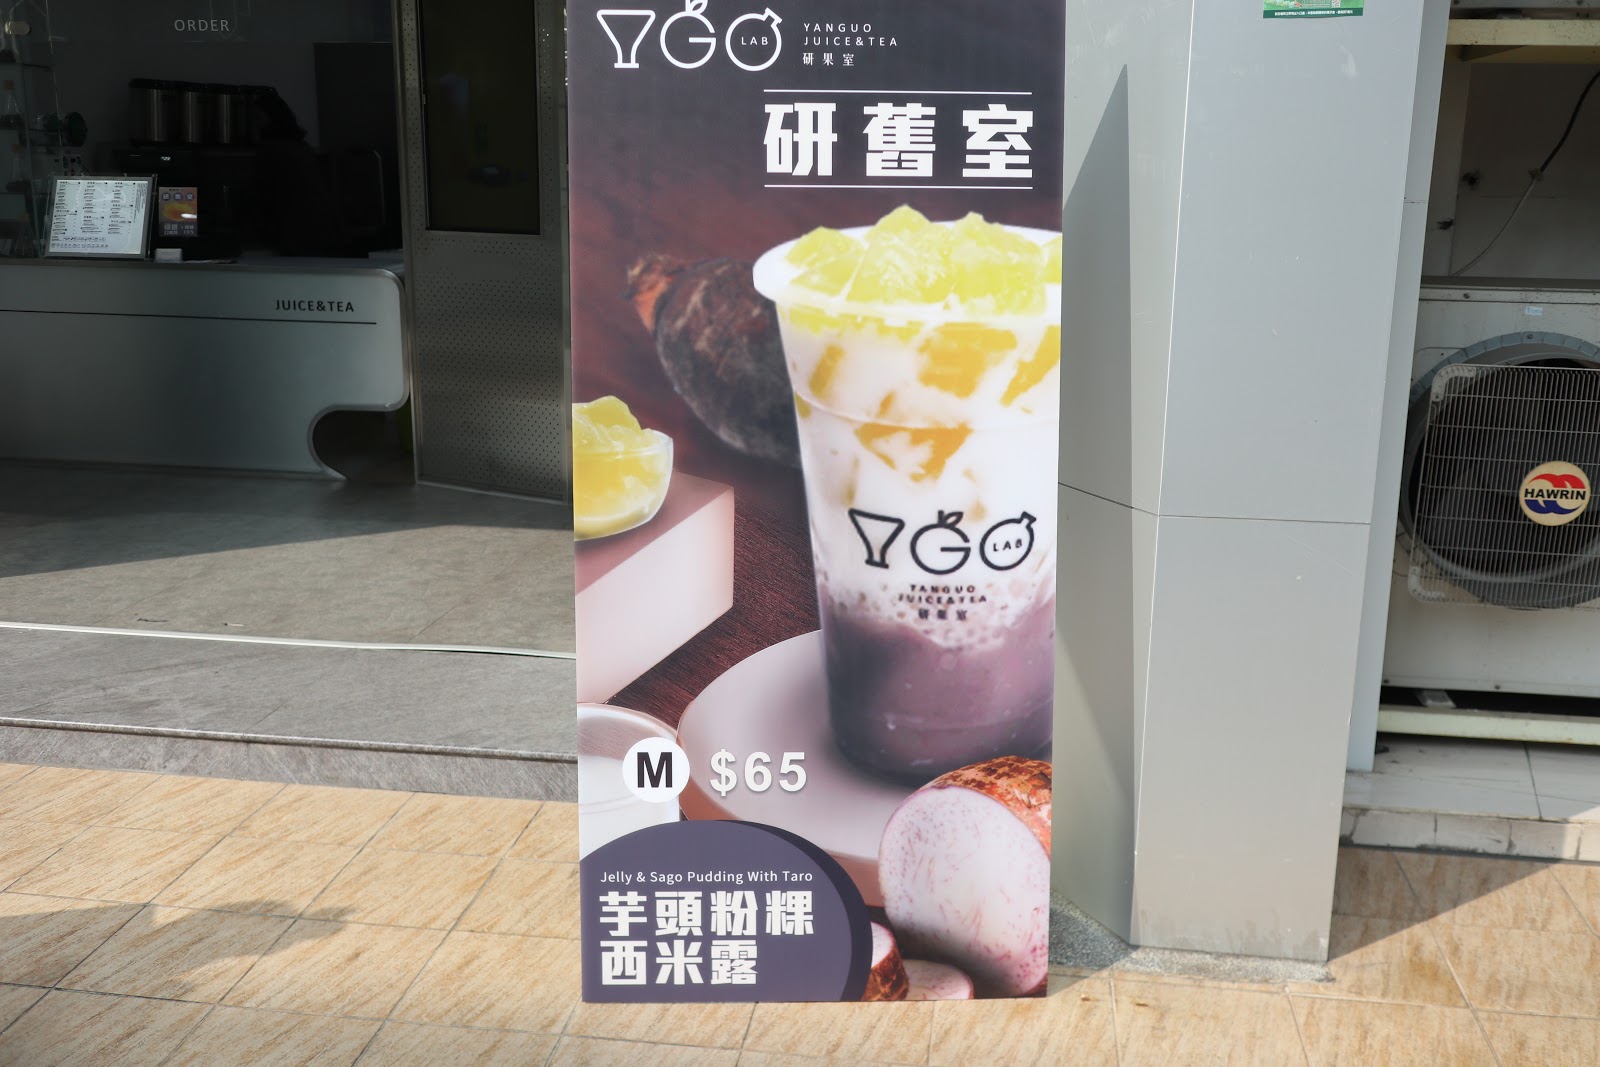 ORDER
JUICE&TEA
YGO
LAB
YANGUO
JUICE&TEA
研果室
研舊室
YGO
LAB
YANGUO
JUICE&TEA
研果室
M $65
Jelly & Sago Pudding With Taro
芋頭粉粿
西米露
HAWRIN